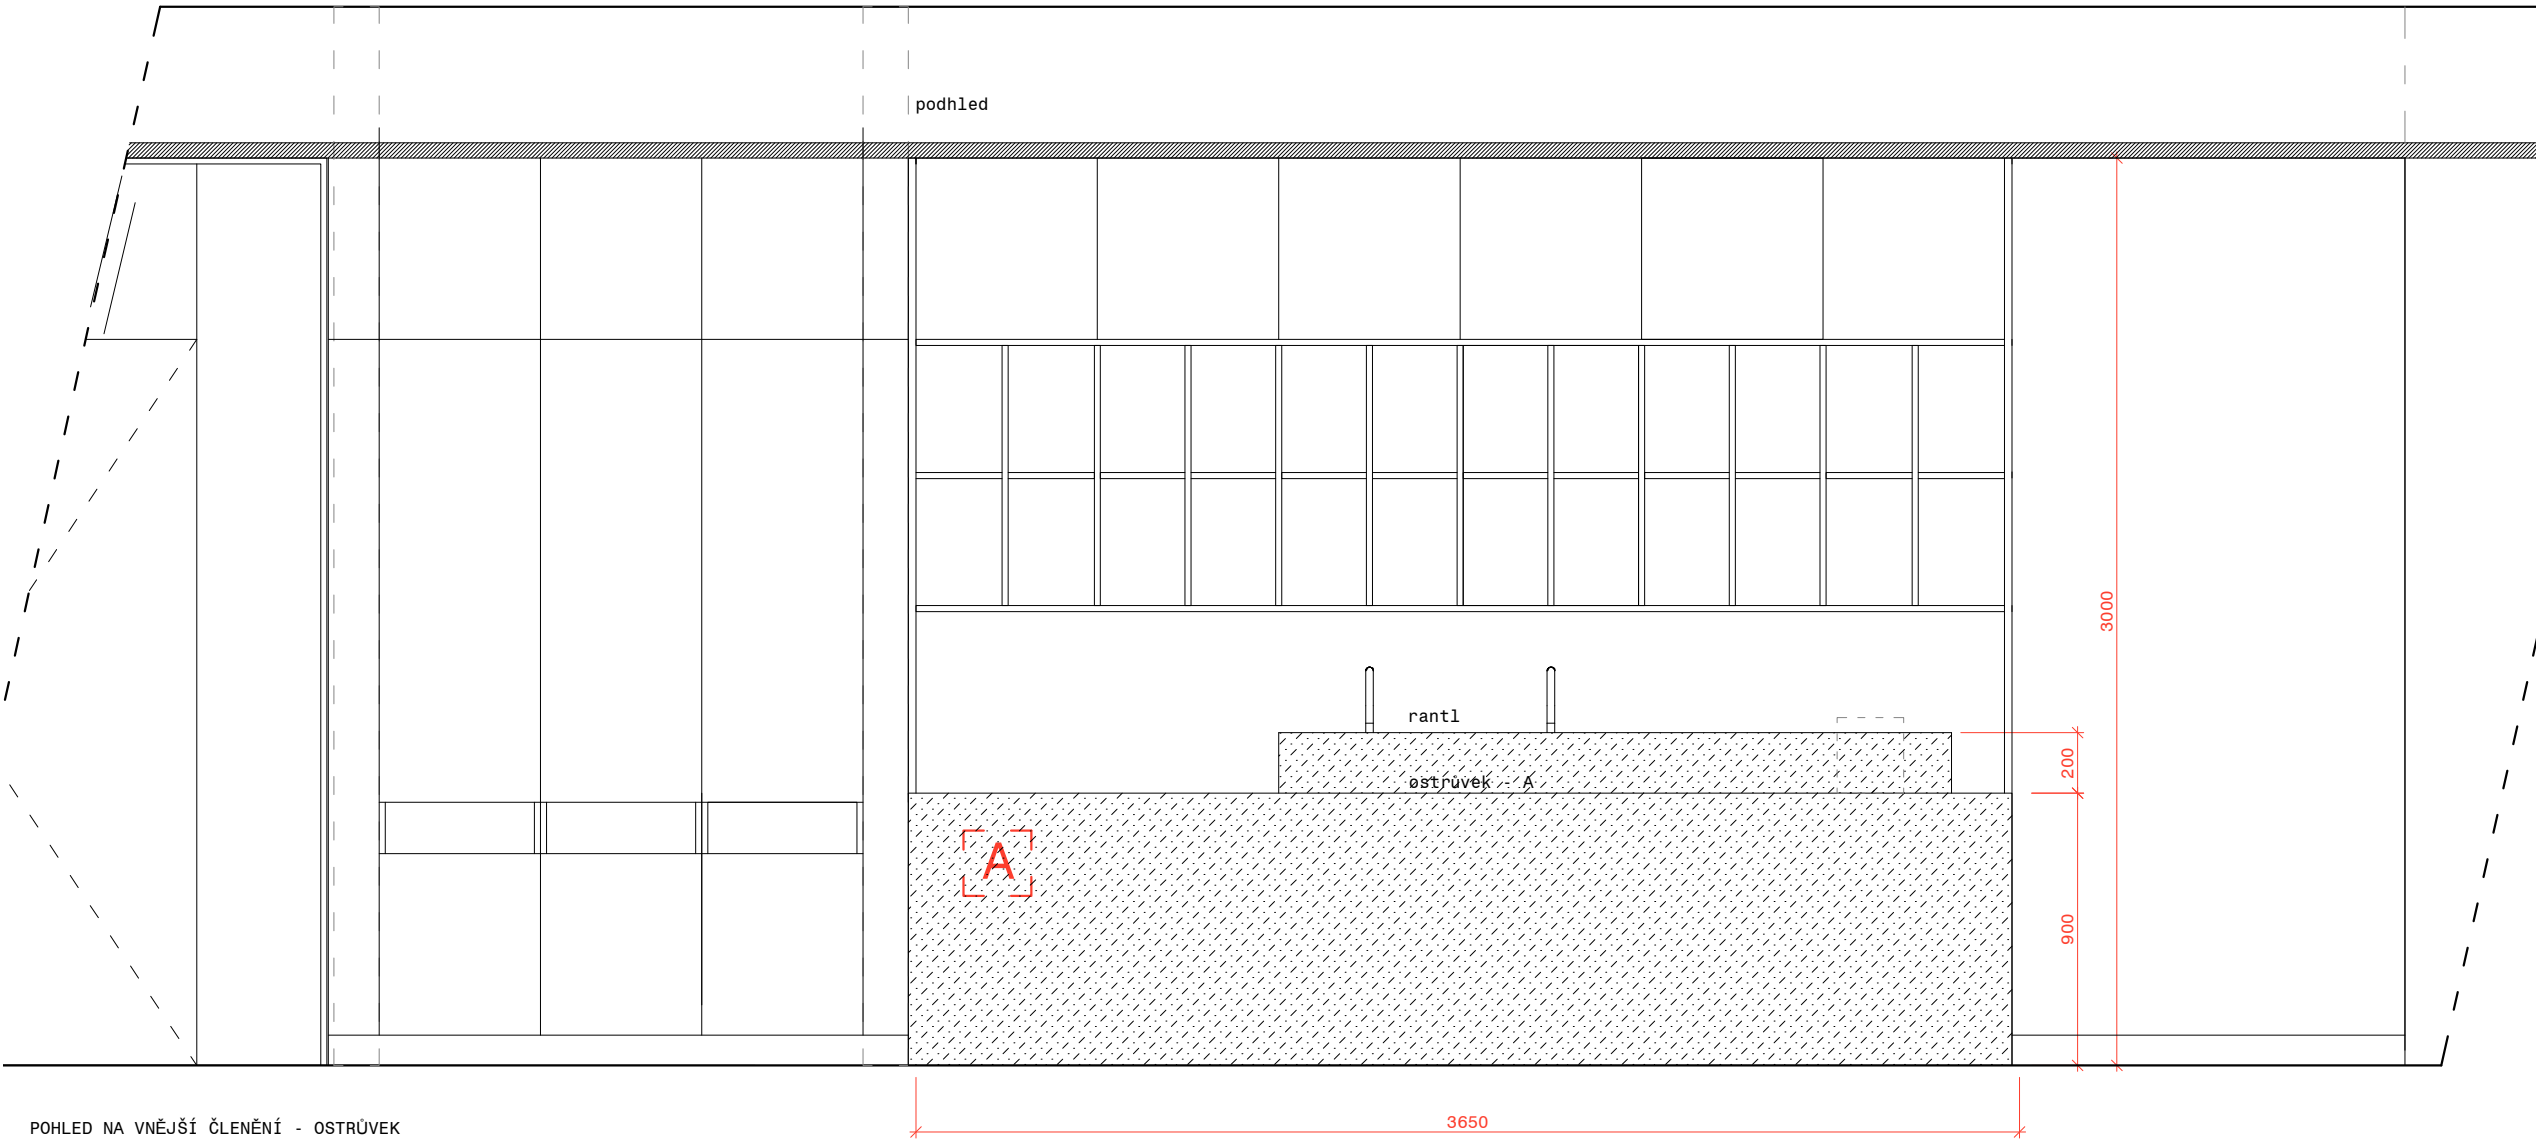 podhled
3000
rantl
200
ostrůvek - A
A
900
3650
POHLED NA VNĚJŠÍ ČLENĚNÍ - OSTRŮVEK